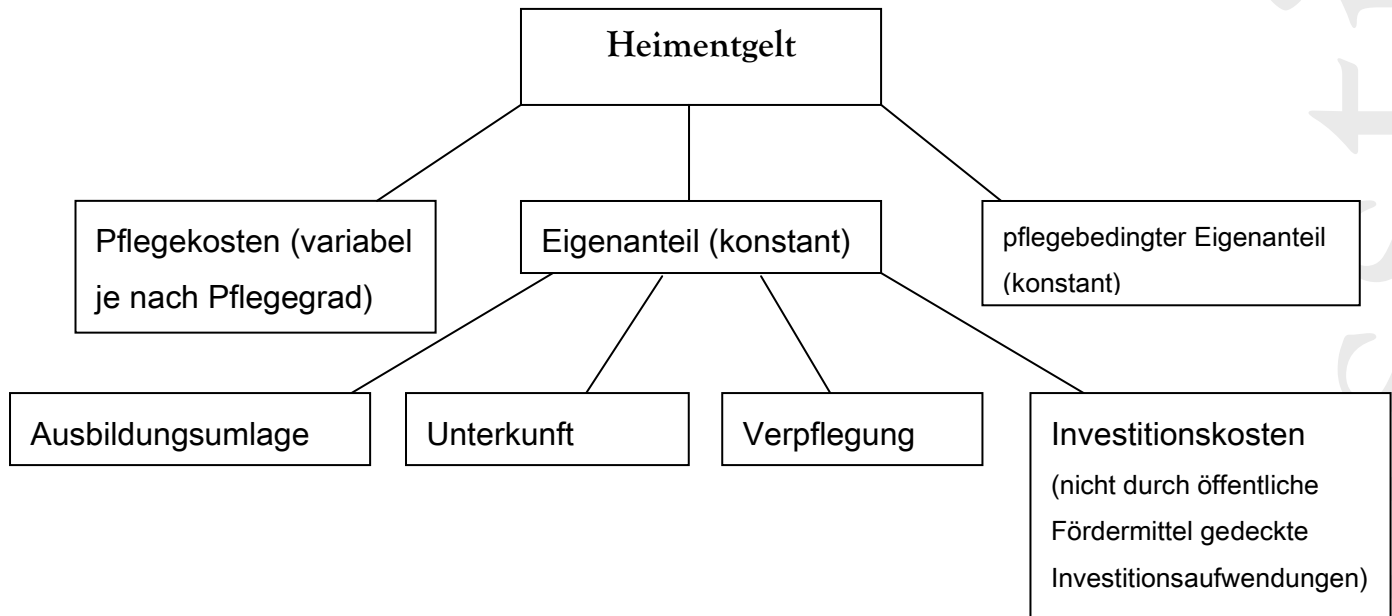 Heimentgelt
Pflegekosten (variabel
je nach Pflegegrad)
Eigenanteil (konstant)
pflegebedingter Eigenanteil
(konstant)
Ausbildungsumlage
Unterkunft
Verpflegung
Investitionskosten
(nicht durch öffentliche
Fördermittel gedeckte
Investitionsaufwendungen)